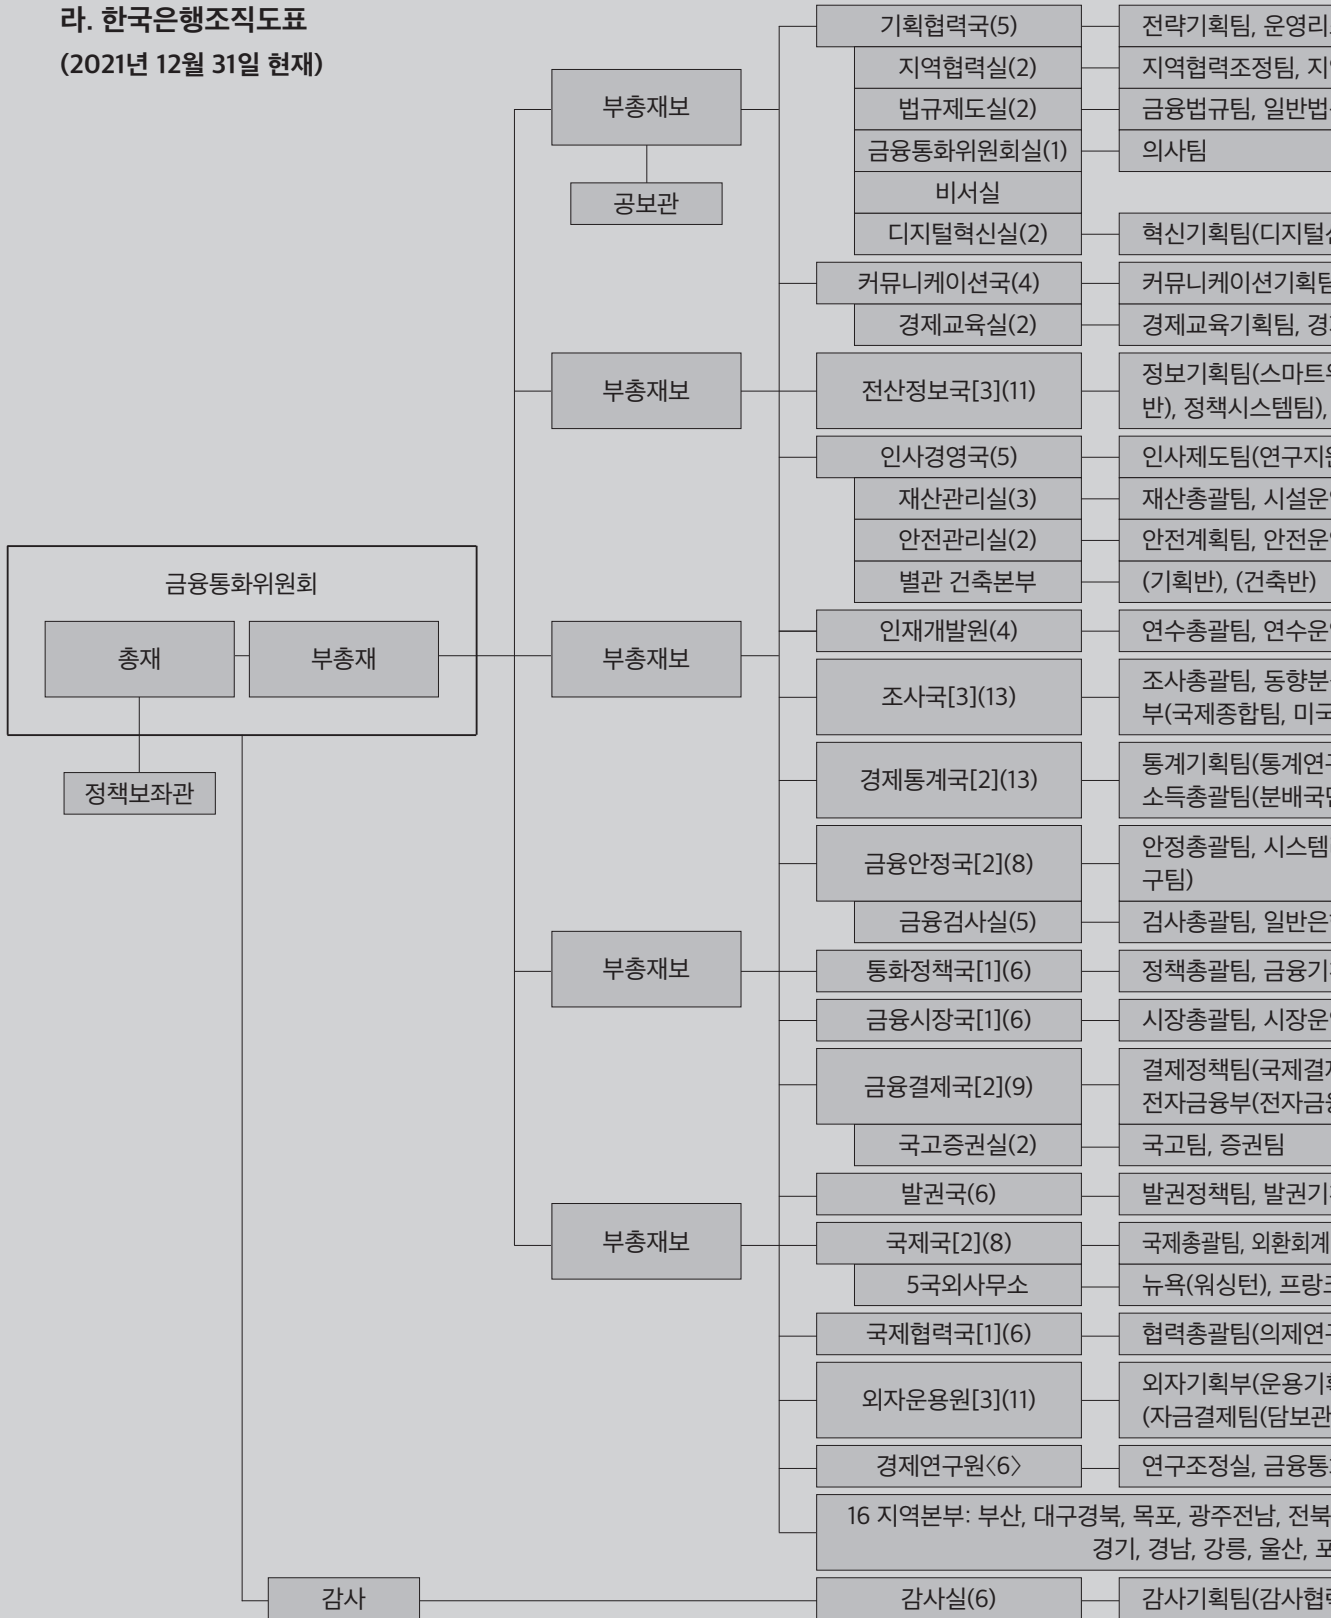 라. 한국은행조직도표
(2021년 12월 31일 현재)
금융통화위원회
총재
부총재
정책보좌관
부총재보
공보관
부총재보
부총재보
부총재보
부총재보
기획협력국(5)
전략기획팀, 운영리
지역협력실(2)
지역협력조정팀,
법규제도실(2)
금융법규팀, 일반법
금융통화위원회실(1)
의사팀
비서실
디지털혁신실(2)
혁신기획팀(디지털
커뮤니케이션국(4)
커뮤니케이션기획팀
경제교육실(2)
경제교육기획팀,
전산정보국[3](11)
정보기획팀(스마트
반), 정책시스템팀),
인사경영국(5)
인사제도팀(연구지원
재산관리실(3)
재산총괄팀,
안전관리실(2)
안전계획팀,
별관 건축본부
(기획반), (건축반)
인재개발원(4)
연수총괄팀,
조사국[3](13)
조사총괄팀,
부(국제종합팀, 미국
경제통계국[2](13)
통계기획팀(통계연구
소득총괄팀(분배국민
금융안정국[2](8)
안정총괄팀, 시스템
구팀)
금융검사실(5)
검사총괄팀, 일반은
통화정책국[1](6)
정책총괄팀,
금융시장국[1](6)
시장총괄팀,
금융결제국[2](9)
결제정책팀(국제결제
전자금융부(전자금융
국고증권실(2)
국고팀, 증권팀
발권국(6)
발권정책팀,
국제국[2](8)
국제총괄팀, 외환회계
5국외사무소
뉴욕(워싱턴),
국제협력국[1](6)
협력총괄팀(의제연구
외자운용원[3](11)
외자기획부(운용기획
(자금결제팀(담보관
경제연구원〈6〉
연구조정실, 금융통
16 지역본부: 부산, 대구경북, 목포, 광주전남, 전북
경기, 경남, 강릉, 울산,
감사
감사실(6)
감사기획팀(감사협력